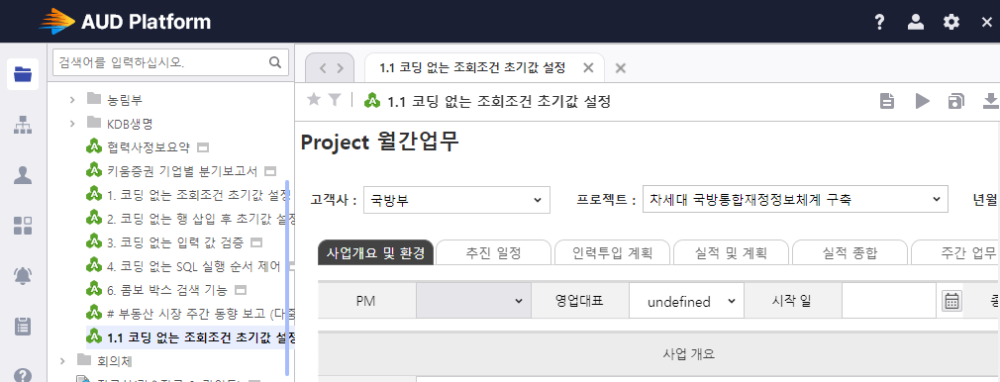 AUD Platform
?
검색어를 입력하십시오.
농림부
KDB생명
협력사정보요약
키움증권 기업별 분기보고서
1. 코딩 없는 조회조건 초기값 설정
2. 코딩 없는 행 삽입 후 초기값 설정
3. 코딩 없는 입력 값 검증
4. 코딩 없는 SQL 실행 순서 제어
6. 콤보 박스 검색 기능
# 부동산 시장 주간 동향 보고 (대출
1.1 코딩 없는 조회조건 초기값 설정
회의체
1.1 코딩 없는 조회조건 초기값 설정
1.1 코딩 없는 조회조건 초기값 설정
Project 월간업무
고객사 : 국방부 프로젝트 : 차세대 국방통합재정정보체계 구축 년월
사업개요 및 환경 추진 일정 인력투입 계획 실적 및 계획 실적 종합 주간 업무
PM 영업대표 undefined 시작 일
사업 개요